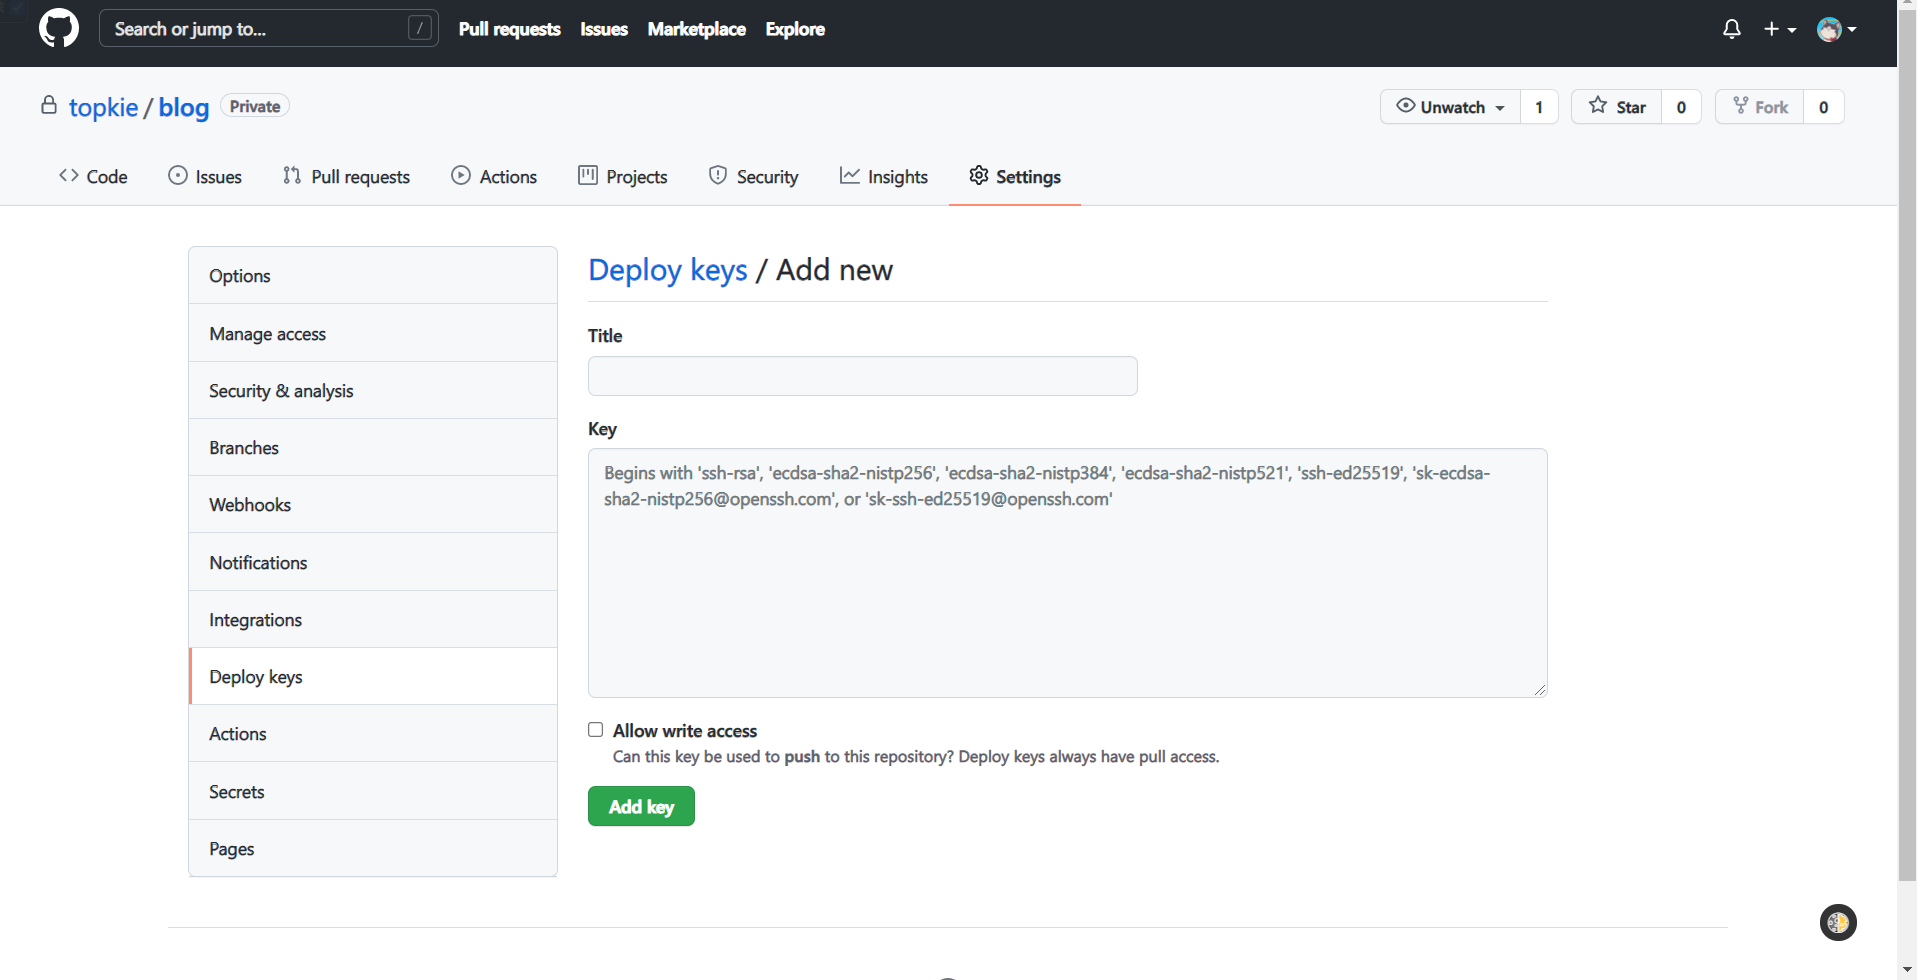 Search or jump to... /
Pull requests Issues Marketplace Explore
topkie / blog Private
Unwatch 1 Star 0 Fork 0
Code Issues Pull requests Actions Projects Security Insights Settings
Options
Manage access
Security & analysis
Branches
Webhooks
Notifications
Integrations
Deploy keys
Actions
Secrets
Pages
Deploy keys / Add new
Title
Key
Begins with 'ssh-rsa', 'ecdsa-sha2-nistp256', 'ecdsa-sha2-nistp384', 'ecdsa-sha2-nistp521', 'ssh-ed25519', 'sk-ecdsa-
sha2-nistp256@openssh.com', or 'sk-ssh-ed25519@openssh.com'
Allow write access
Can this key be used to push to this repository? Deploy keys always have pull access.
Add key